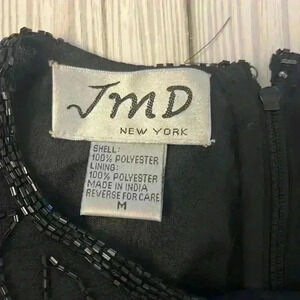 JMD
NEW YORK
SHELL:
100% POLYESTER
LINING:
100% POLYESTER
MADE IN INDIA
REVERSE FOR CARE
M